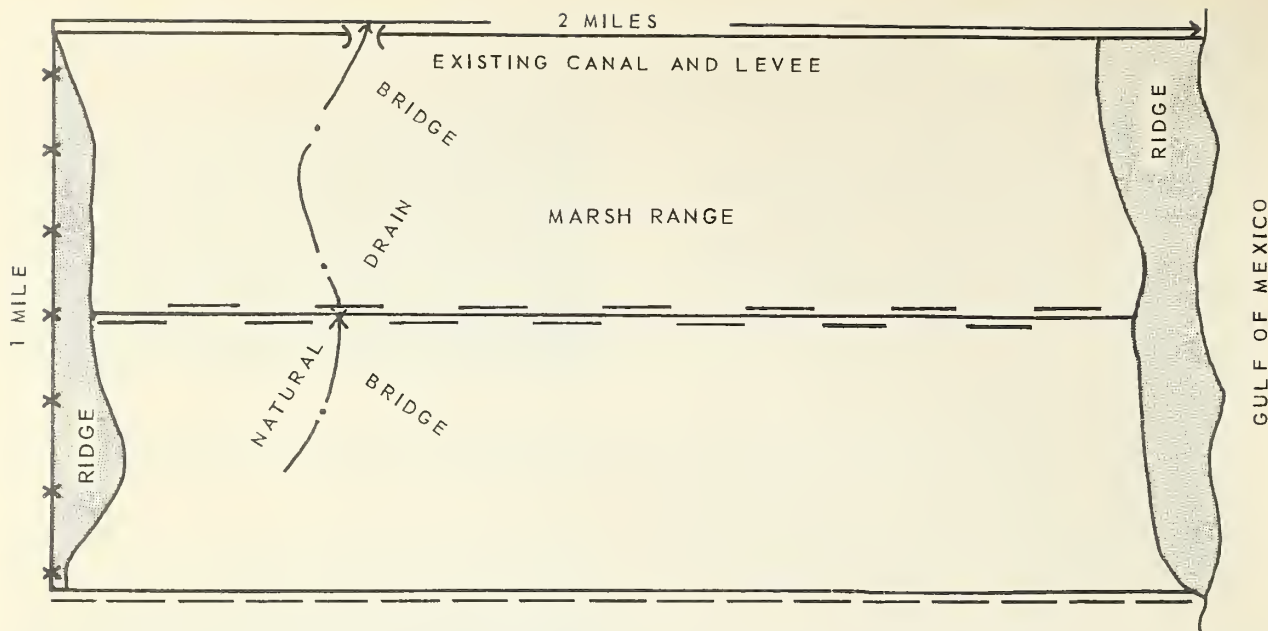 2 MILES
EXISTING CANAL AND LEVEE
BRIDGE
RIDGE
MARSH RANGE
DRAIN
1 MILE
GULF OF MEXICO
NATURAL
BRIDGE
RIDGE